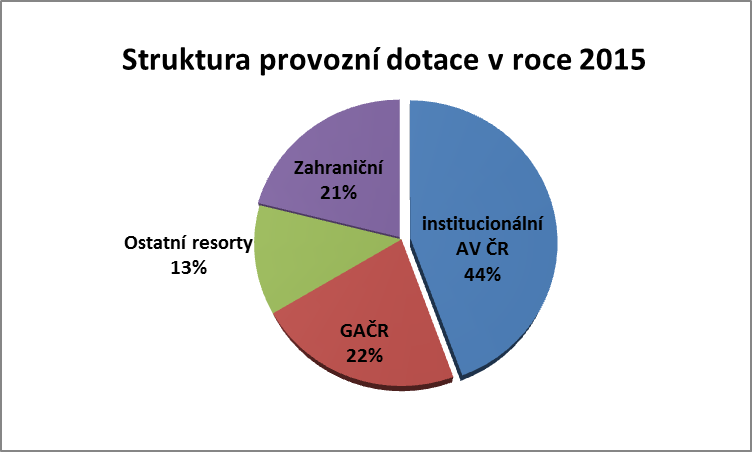 Struktura provozní dotace v roce 2015
Zahraniční
21%
institucionální
AV ČR
44%
Ostatní resorty
13%
GAČR
22%